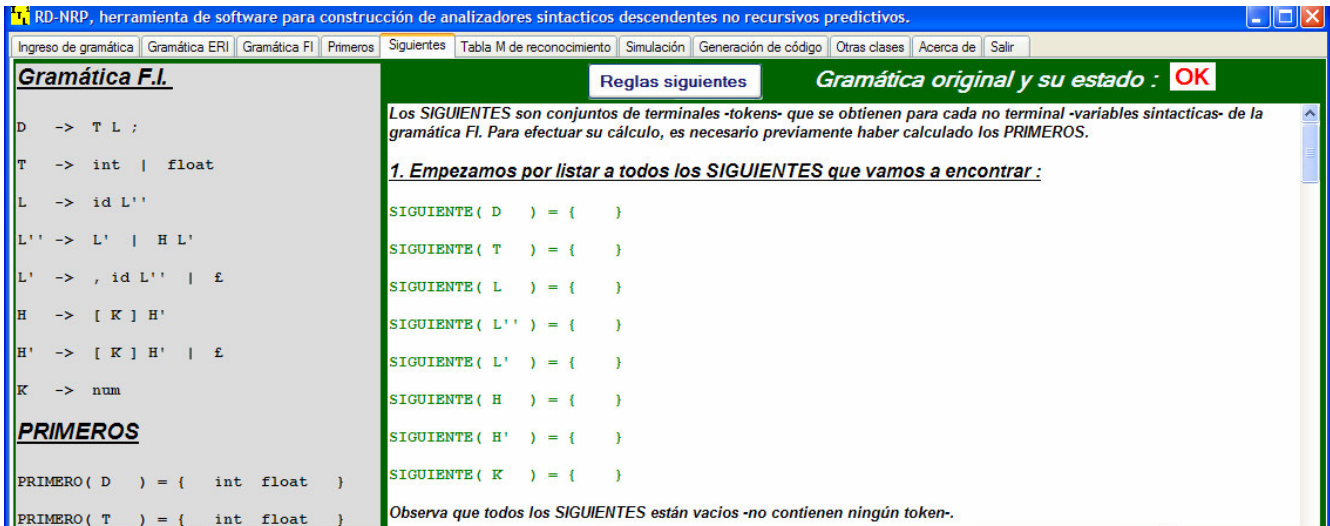 RD-NRP, herramienta de software para construcción de analizadores sintacticos descendentes no recursivos predictivos.
Ingreso de gramática Gramática ERI Gramática FI Primeros Siguientes Tabla M de reconocimiento Simulación Generación de código Otras clases Acerca de Salir
Gramática F.I.
D -> T L ;
T -> int | float
L -> id L''
L'' -> L' | H L'
L' -> , id L'' | £
H -> [ K ] H'
H' -> [ K ] H' | £
K -> num
PRIMEROS
PRIMERO( D ) = { int float }
PRIMERO( T ) = { int float }
Reglas siguientes
Gramática original y su estado : OK
Los SIGUIENTES son conjuntos de terminales -tokens- que se obtienen para cada no terminal -variables sintacticas- de la
gramática FI. Para efectuar su cálculo, es necesario previamente haber calculado los PRIMEROS.
1. Empezamos por listar a todos los SIGUIENTES que vamos a encontrar :
SIGUIENTE( D ) = { }
SIGUIENTE( T ) = { }
SIGUIENTE( L ) = { }
SIGUIENTE( L'' ) = { }
SIGUIENTE( L' ) = { }
SIGUIENTE( H ) = { }
SIGUIENTE( H' ) = { }
SIGUIENTE( K ) = { }
Observa que todos los SIGUIENTES están vacios -no contienen ningún token-.